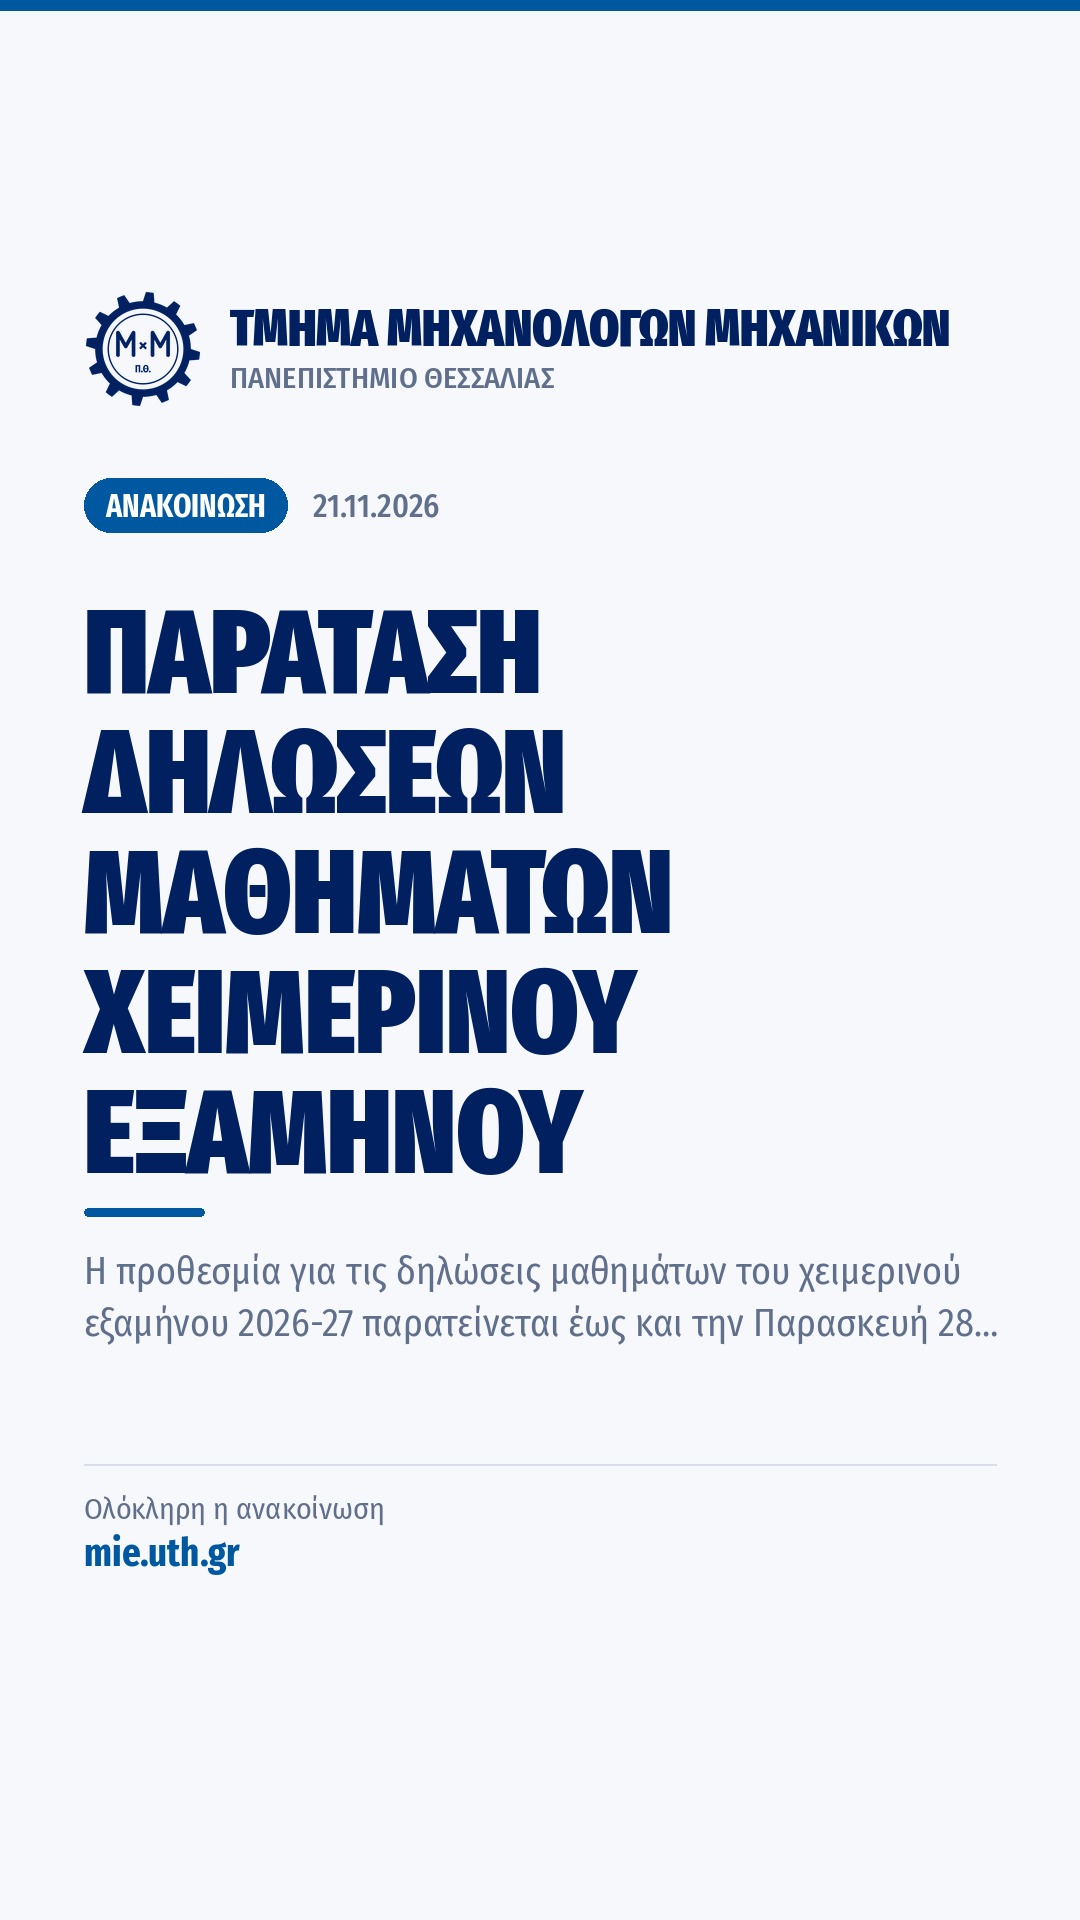 M×M
Π.Θ.
ΤΜΗΜΑ ΜΗΧΑΝΟΛΟΓΩΝ ΜΗΧΑΝΙΚΩΝ
ΠΑΝΕΠΙΣΤΗΜΙΟ ΘΕΣΣΑΛΙΑΣ
ΑΝΑΚΟΙΝΩΣΗ 21.11.2026
ΠΑΡΑΤΑΣΗ
ΔΗΛΩΣΕΩΝ
ΜΑΘΗΜΑΤΩΝ
ΧΕΙΜΕΡΙΝΟΥ
ΕΞΑΜΗΝΟΥ
Η προθεσμία για τις δηλώσεις μαθημάτων του χειμερινού
εξαμήνου 2026-27 παρατείνεται έως και την Παρασκευή 28...
Ολόκληρη η ανακοίνωση
mie.uth.gr